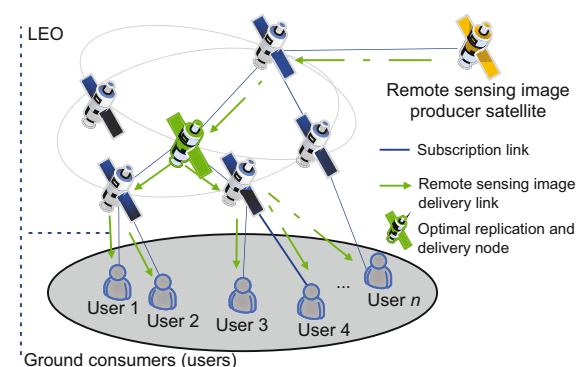 LEO
Remote sensing image
producer satellite
Subscription link
Remote sensing image
delivery link
Optimal replication and
delivery node
User 1
User 2
User 3
User 4
...
User n
Ground consumers (users)